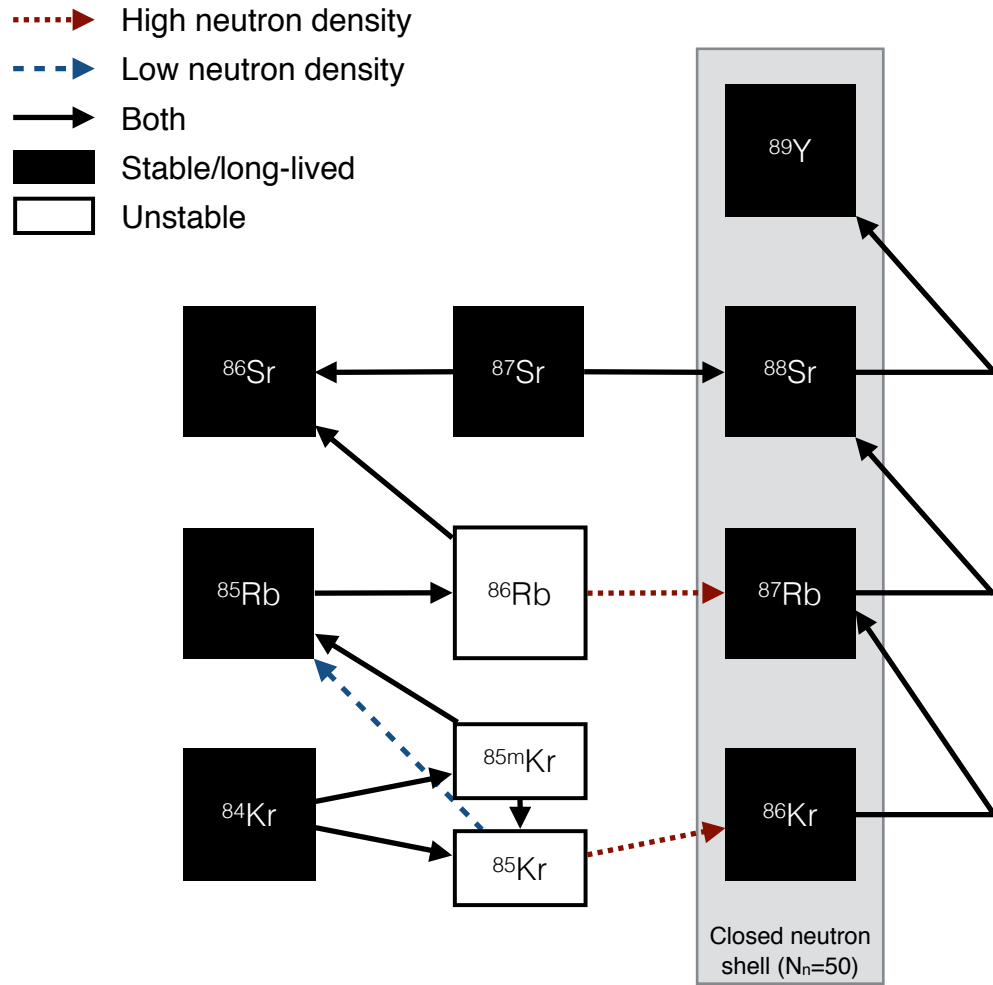 High neutron density
Low neutron density
Both
Stable/long-lived
Unstable
⁸⁹Y
⁸⁶Sr
⁸⁷Sr
⁸⁸Sr
⁸⁵Rb
⁸⁶Rb
⁸⁷Rb
⁸⁵ᵐKr
⁸⁴Kr
⁸⁶Kr
⁸⁵Kr
Closed neutron
shell (Nₙ=50)